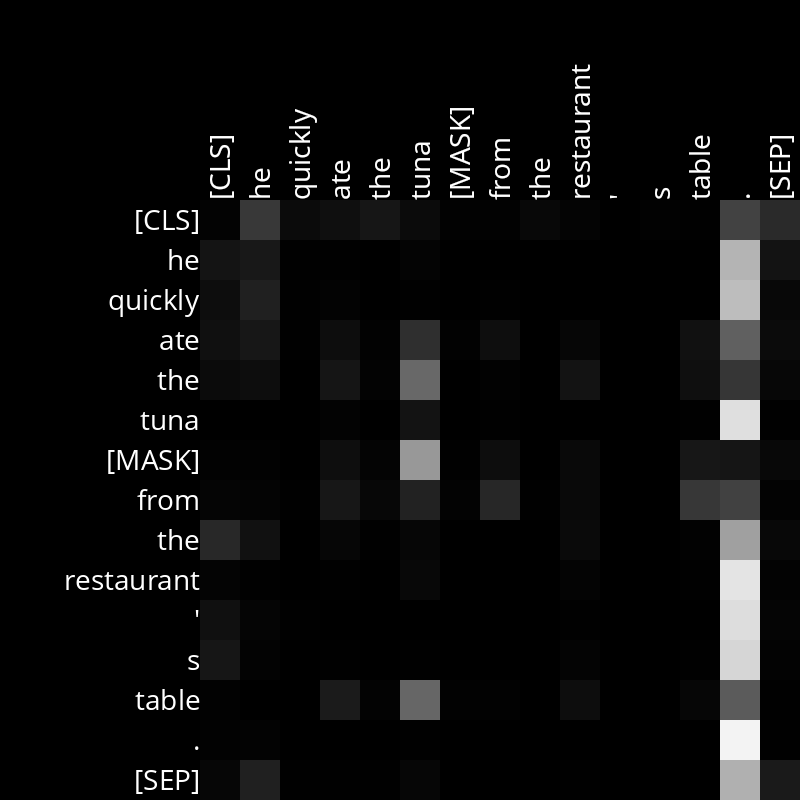 [CLS] he quickly ate the tuna [MASK] from the restaurant ' s table . [SEP]
[CLS]
he
quickly
ate
the
tuna
[MASK]
from
the
restaurant
'
s
table
.
[SEP]